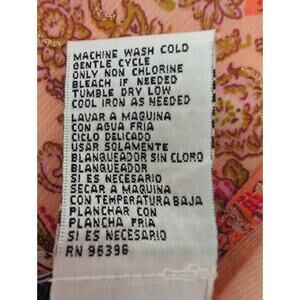 MACHINE WASH COLD
GENTLE CYCLE
ONLY NON CHLORINE
BLEACH IF NEEDED
TUMBLE DRY LOW
COOL IRON AS NEEDED
LAVAR A MAQUINA
CON AGUA FRIA
CICLO DELICADO
USAR SOLAMENTE
BLANQUEADOR SIN CLORO
BLANQUEADOR
SI ES NECESARIO
SECAR A MAQUINA
CON TEMPERATURA BAJA
PLANCHAR CON
PLANCHA FRIA
SI ES NECESARIO
RN 96396